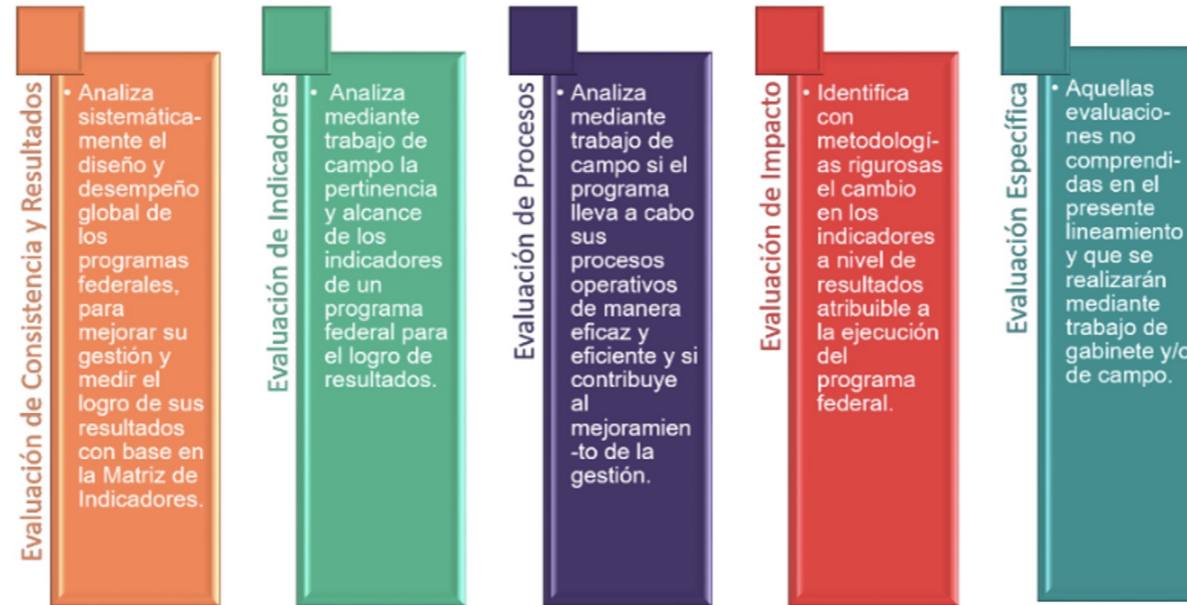 Evaluación de Consistencia y Resultados
• Analiza
sistemática-
mente el
diseño y
desempeño
global de
los
programas
federales,
para
mejorar su
gestión y
medir el
logro de sus
resultados
con base en
la Matriz de
Indicadores.
Evaluación de Indicadores
• Analiza
mediante
trabajo de
campo la
pertinencia
y alcance
de los
indicadores
de un
programa
federal para
el logro de
resultados.
Evaluación de Procesos
• Analiza
mediante
trabajo de
campo si el
programa
lleva a cabo
sus
procesos
operativos
de manera
eficaz y
eficiente y si
contribuye
al
mejoramien
-to de la
gestión.
Evaluación de Impacto
• Identifica
con
metodologí-
as rigurosas
el cambio
en los
indicadores
a nivel de
resultados
atribuible a
la ejecución
del
programa
federal.
Evaluación Específica
• Aquellas
evaluacio-
nes no
comprendi-
das en el
presente
lineamiento
y que se
realizarán
mediante
trabajo de
gabinete y/o
de campo.